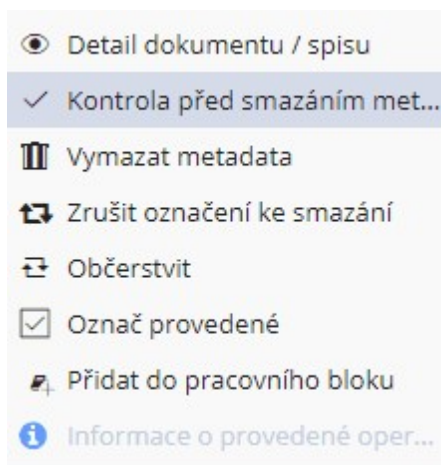 Detail dokumentu / spisu
Kontrola před smazáním met...
Vymazat metadata
Zrušit označení ke smazání
Občerstvit
Označ provedené
Přidat do pracovního bloku
Informace o provedené oper...